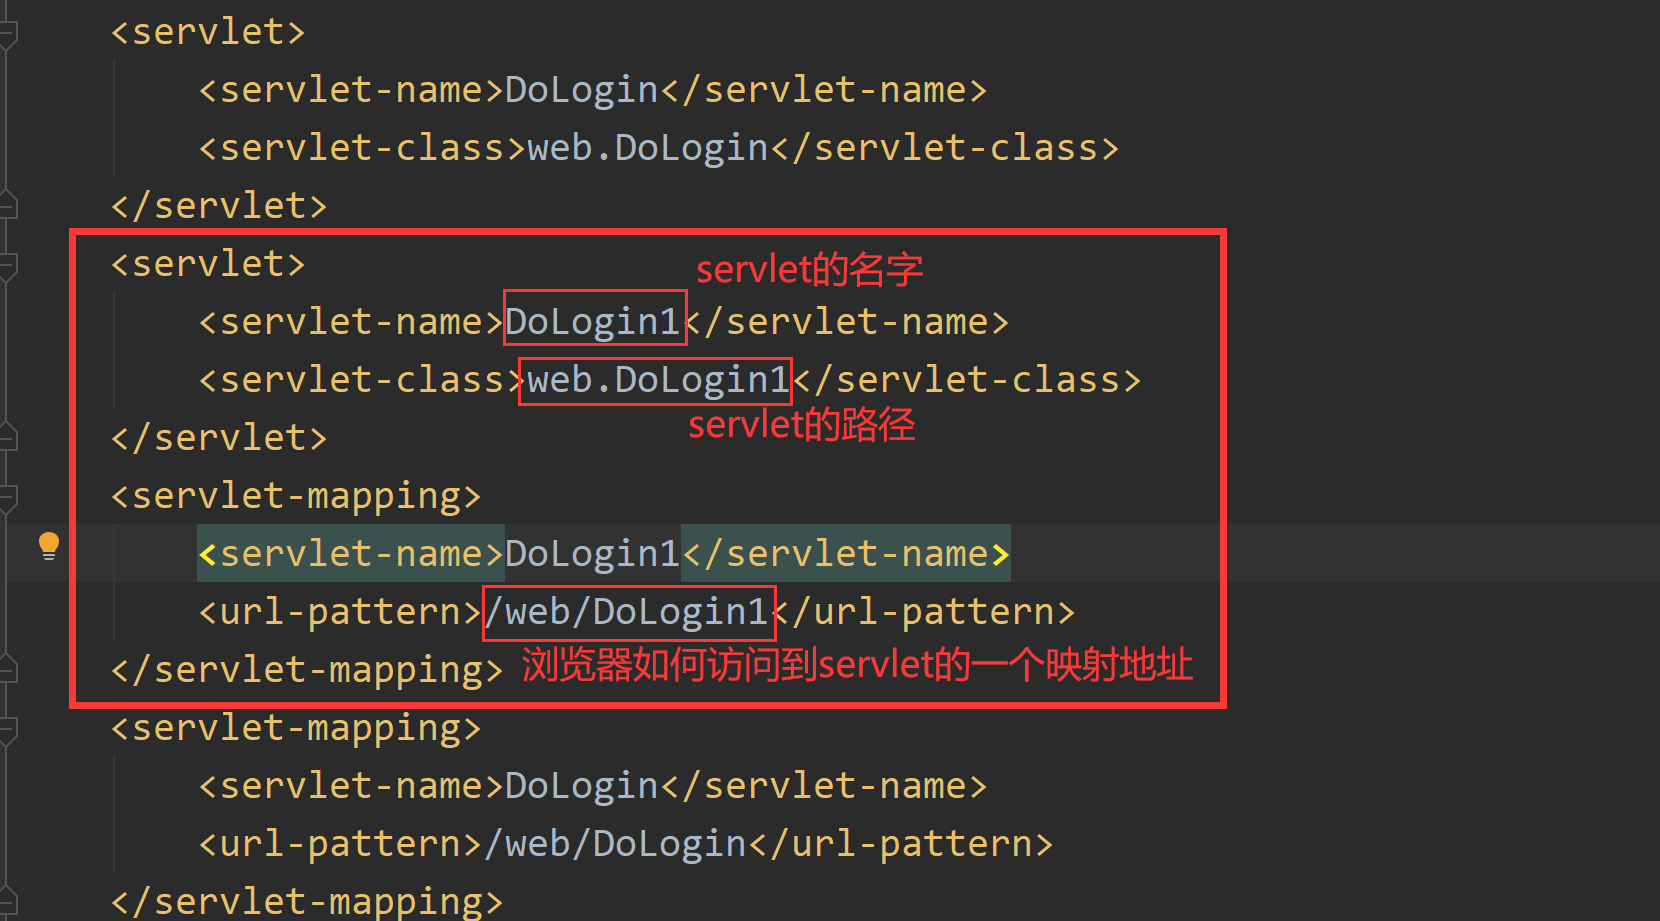 <servlet>
<servlet-name>DoLogin</servlet-name>
<servlet-class>web.DoLogin</servlet-class>
</servlet>
<servlet>
servlet的名字
<servlet-name>DoLogin1</servlet-name>
<servlet-class>web.DoLogin1</servlet-class>
servlet的路径
</servlet>
<servlet-mapping>
<servlet-name>DoLogin1</servlet-name>
<url-pattern>/web/DoLogin1</url-pattern>
</servlet-mapping>
浏览器如何访问到servlet的一个映射地址
<servlet-mapping>
<servlet-name>DoLogin</servlet-name>
<url-pattern>/web/DoLogin</url-pattern>
</servlet-mapping>